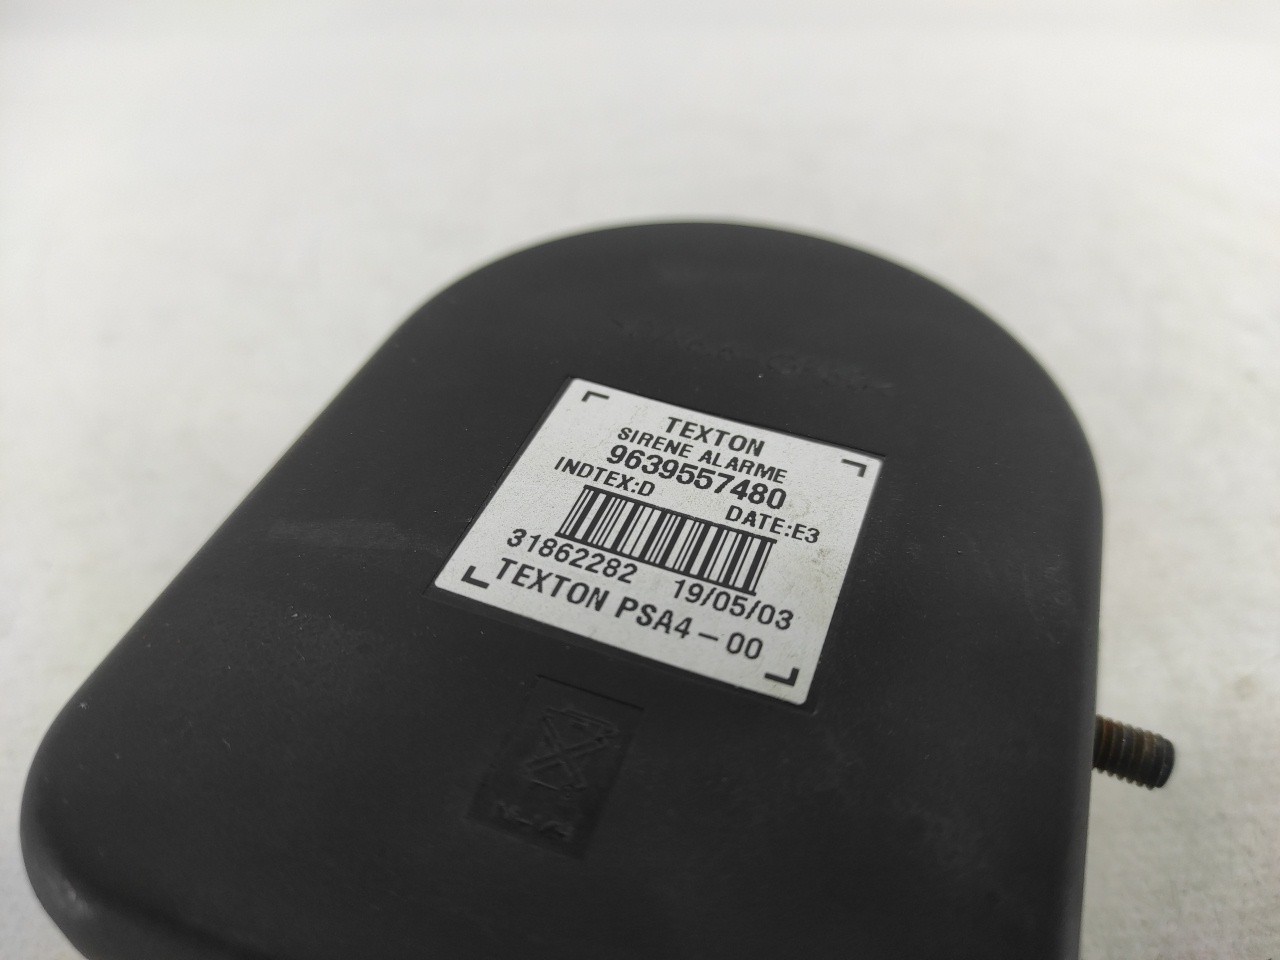 TEXTON
SIRENE ALARME
9639557480
INDTEX:D DATE:E3
31862282 19/05/03
TEXTON PSA4-00